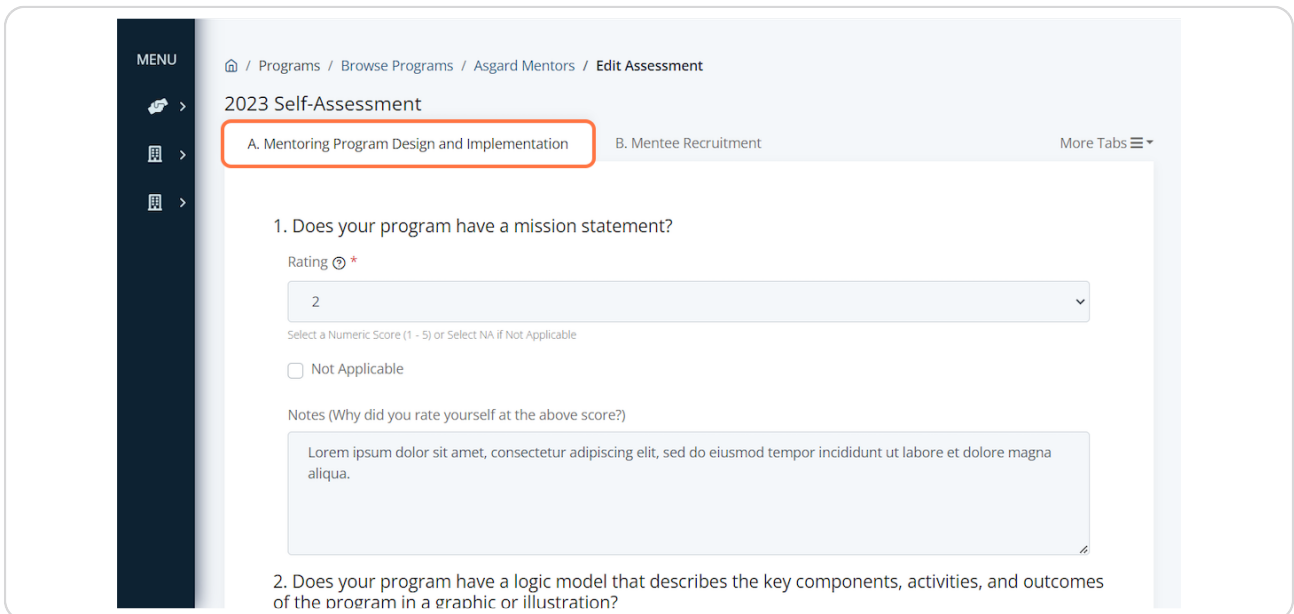 MENU
/ Programs / Browse Programs / Asgard Mentors / Edit Assessment
2023 Self-Assessment
A. Mentoring Program Design and Implementation
B. Mentee Recruitment
More Tabs
1. Does your program have a mission statement?
Rating *
2
Select a Numeric Score (1 - 5) or Select NA if Not Applicable
Not Applicable
Notes (Why did you rate yourself at the above score?)
Lorem ipsum dolor sit amet, consectetur adipiscing elit, sed do eiusmod tempor incididunt ut labore et dolore magna
aliqua.
2. Does your program have a logic model that describes the key components, activities, and outcomes
of the program in a graphic or illustration?